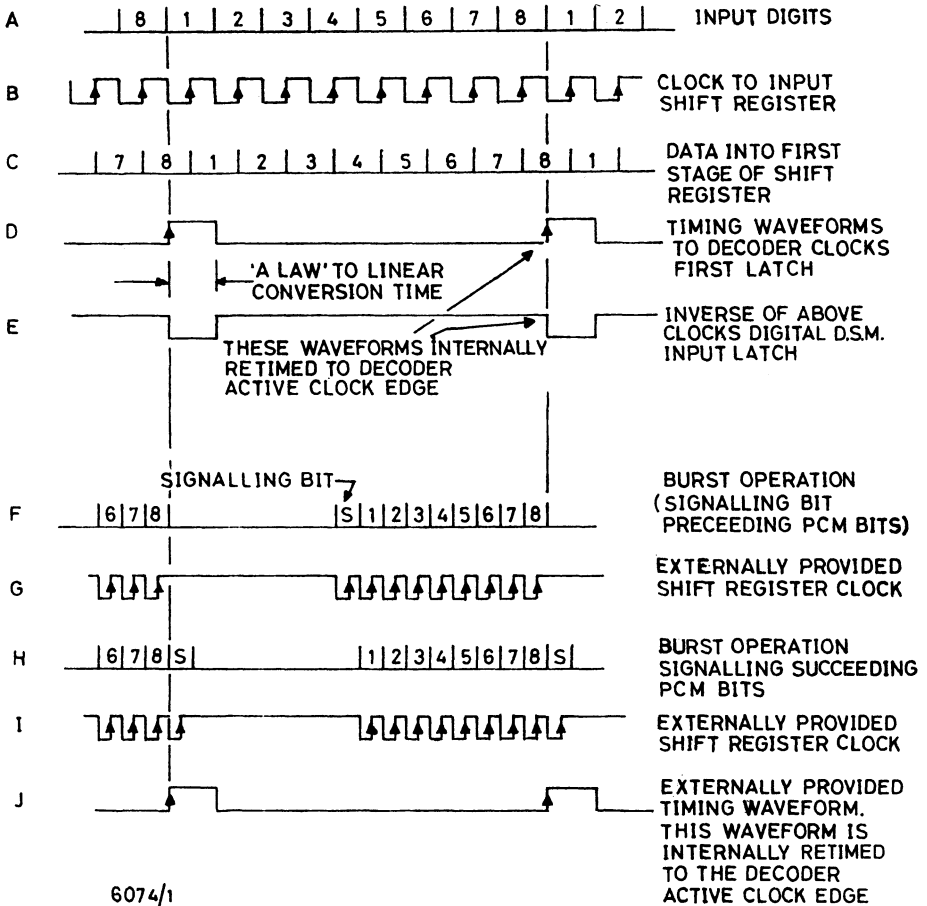 A 8 1 2 3 4 5 6 7 8 1 2 INPUT DIGITS
B CLOCK TO INPUT
SHIFT REGISTER
C 7 8 1 2 3 4 5 6 7 8 1 DATA INTO FIRST
STAGE OF SHIFT
REGISTER
D TIMING WAVEFORMS
TO DECODER CLOCKS
FIRST LATCH
'A LAW' TO LINEAR
CONVERSION TIME
E INVERSE OF ABOVE
CLOCKS DIGITAL D.S.M.
INPUT LATCH
THESE WAVEFORMS INTERNALLY
RETIMED TO DECODER
ACTIVE CLOCK EDGE
SIGNALLING BIT
F 6 7 8 S 1 2 3 4 5 6 7 8 BURST OPERATION
(SIGNALLING BIT
PRECEEDING PCM BITS)
G EXTERNALLY PROVIDED
SHIFT REGISTER CLOCK
H 6 7 8 S 1 2 3 4 5 6 7 8 S BURST OPERATION
SIGNALLING SUCCEEDING
PCM BITS
I EXTERNALLY PROVIDED
SHIFT REGISTER CLOCK
J EXTERNALLY PROVIDED
TIMING WAVEFORM.
THIS WAVEFORM IS
INTERNALLY RETIMED
TO THE DECODER
ACTIVE CLOCK EDGE
6074/1